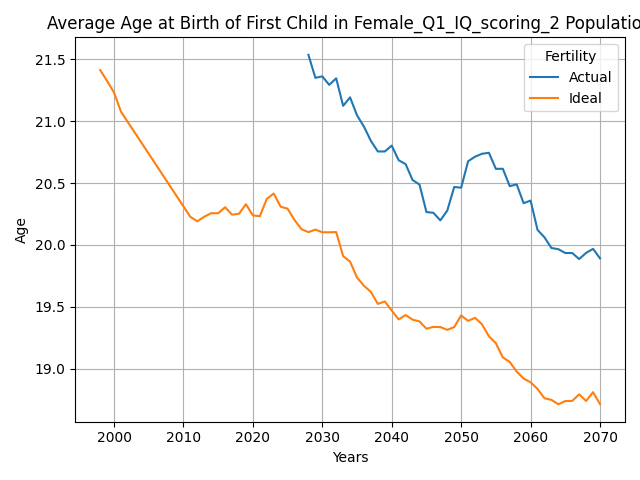 Average Age at Birth of First Child in Female_Q1_IQ_scoring_2 Populatio
Fertility
Actual
Ideal
21.5
21.0
20.5
20.0
19.5
19.0
Age
2000 2010 2020 2030 2040 2050 2060 2070
Years